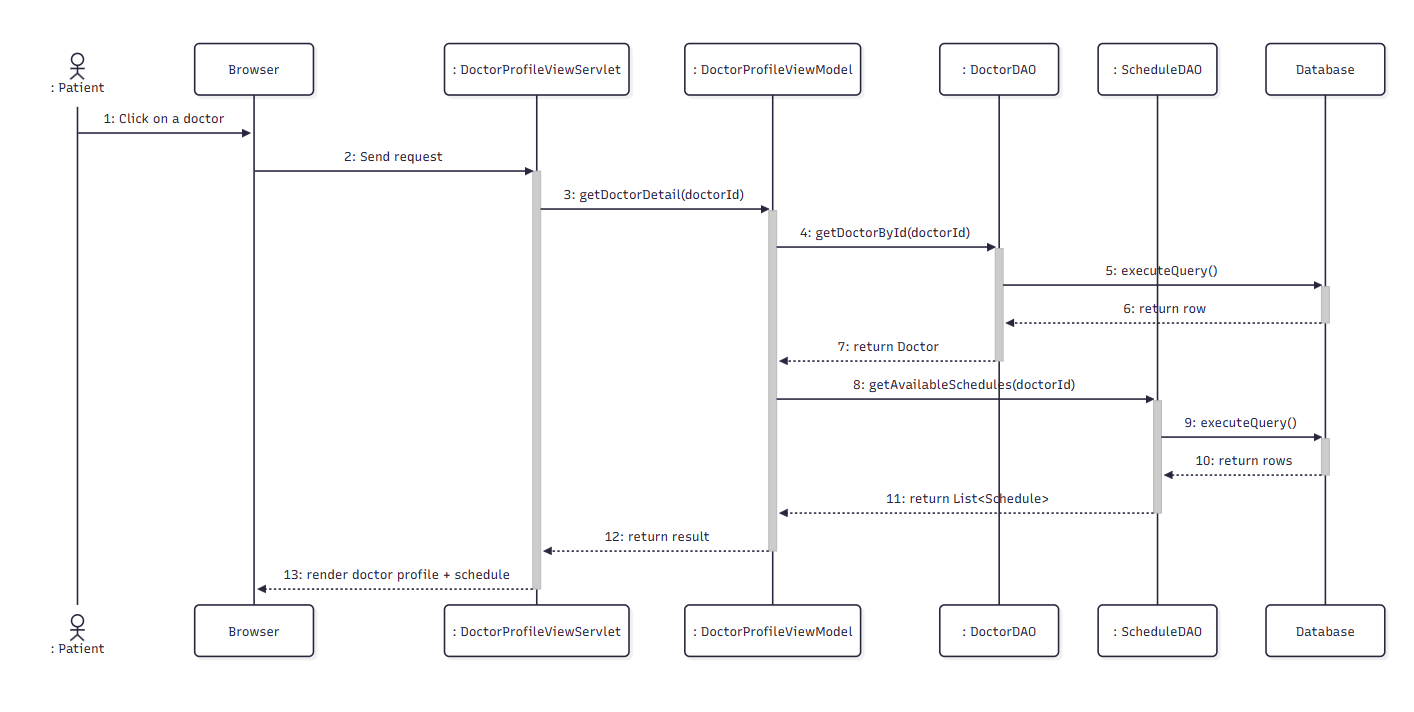 : Patient
Browser
: DoctorProfileViewServlet
: DoctorProfileViewModel
: DoctorDAO
: ScheduleDAO
Database
1: Click on a doctor
2: Send request
3: getDoctorDetail(doctorId)
4: getDoctorById(doctorId)
5: executeQuery()
6: return row
7: return Doctor
8: getAvailableSchedules(doctorId)
9: executeQuery()
10: return rows
11: return List<Schedule>
12: return result
13: render doctor profile + schedule
: Patient
Browser
: DoctorProfileViewServlet
: DoctorProfileViewModel
: DoctorDAO
: ScheduleDAO
Database